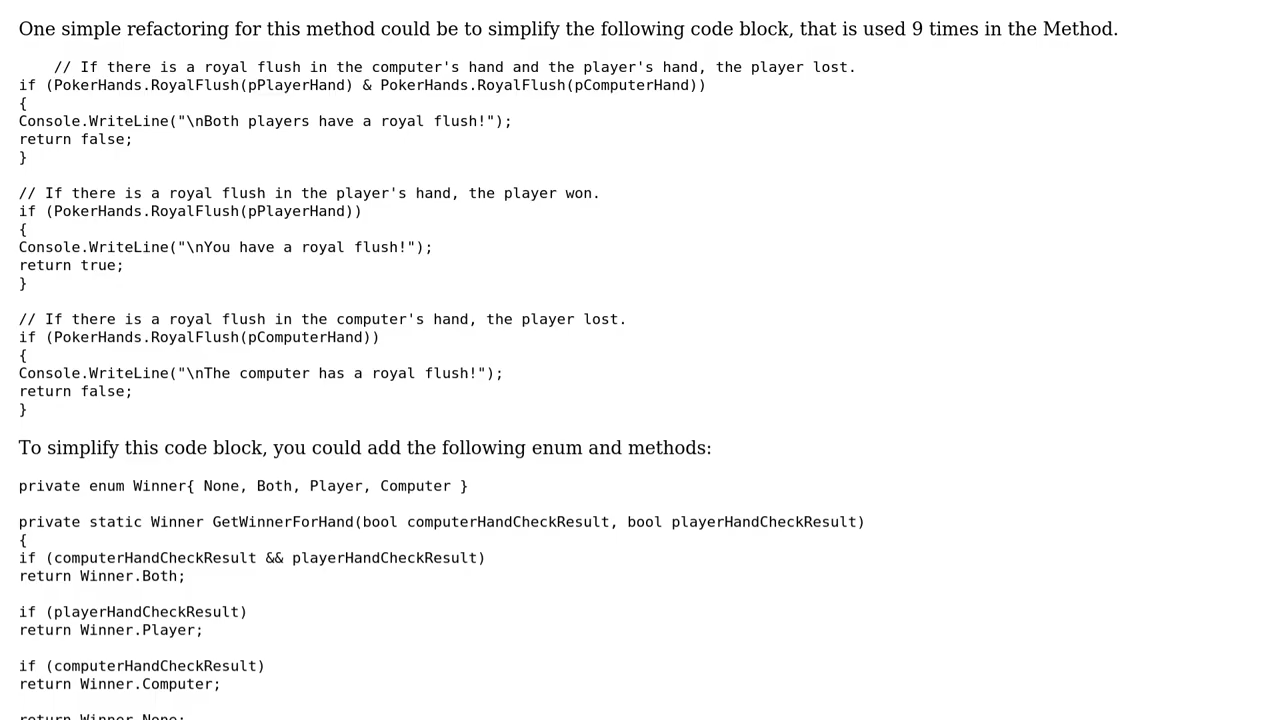 One simple refactoring for this method could be to simplify the following code block, that is used 9 times in the Method.
// If there is a royal flush in the computer's hand and the player's hand, the player lost.
if (PokerHands.RoyalFlush(pPlayerHand) & PokerHands.RoyalFlush(pComputerHand))
{
Console.WriteLine("\nBoth players have a royal flush!");
return false;
}
// If there is a royal flush in the player's hand, the player won.
if (PokerHands.RoyalFlush(pPlayerHand))
{
Console.WriteLine("\nYou have a royal flush!");
return true;
}
// If there is a royal flush in the computer's hand, the player lost.
if (PokerHands.RoyalFlush(pComputerHand))
{
Console.WriteLine("\nThe computer has a royal flush!");
return false;
}
To simplify this code block, you could add the following enum and methods:
private enum Winner{ None, Both, Player, Computer }
private static Winner GetWinnerForHand(bool computerHandCheckResult, bool playerHandCheckResult)
{
if (computerHandCheckResult && playerHandCheckResult)
return Winner.Both;
if (playerHandCheckResult)
return Winner.Player;
if (computerHandCheckResult)
return Winner.Computer;
return Winner.None;